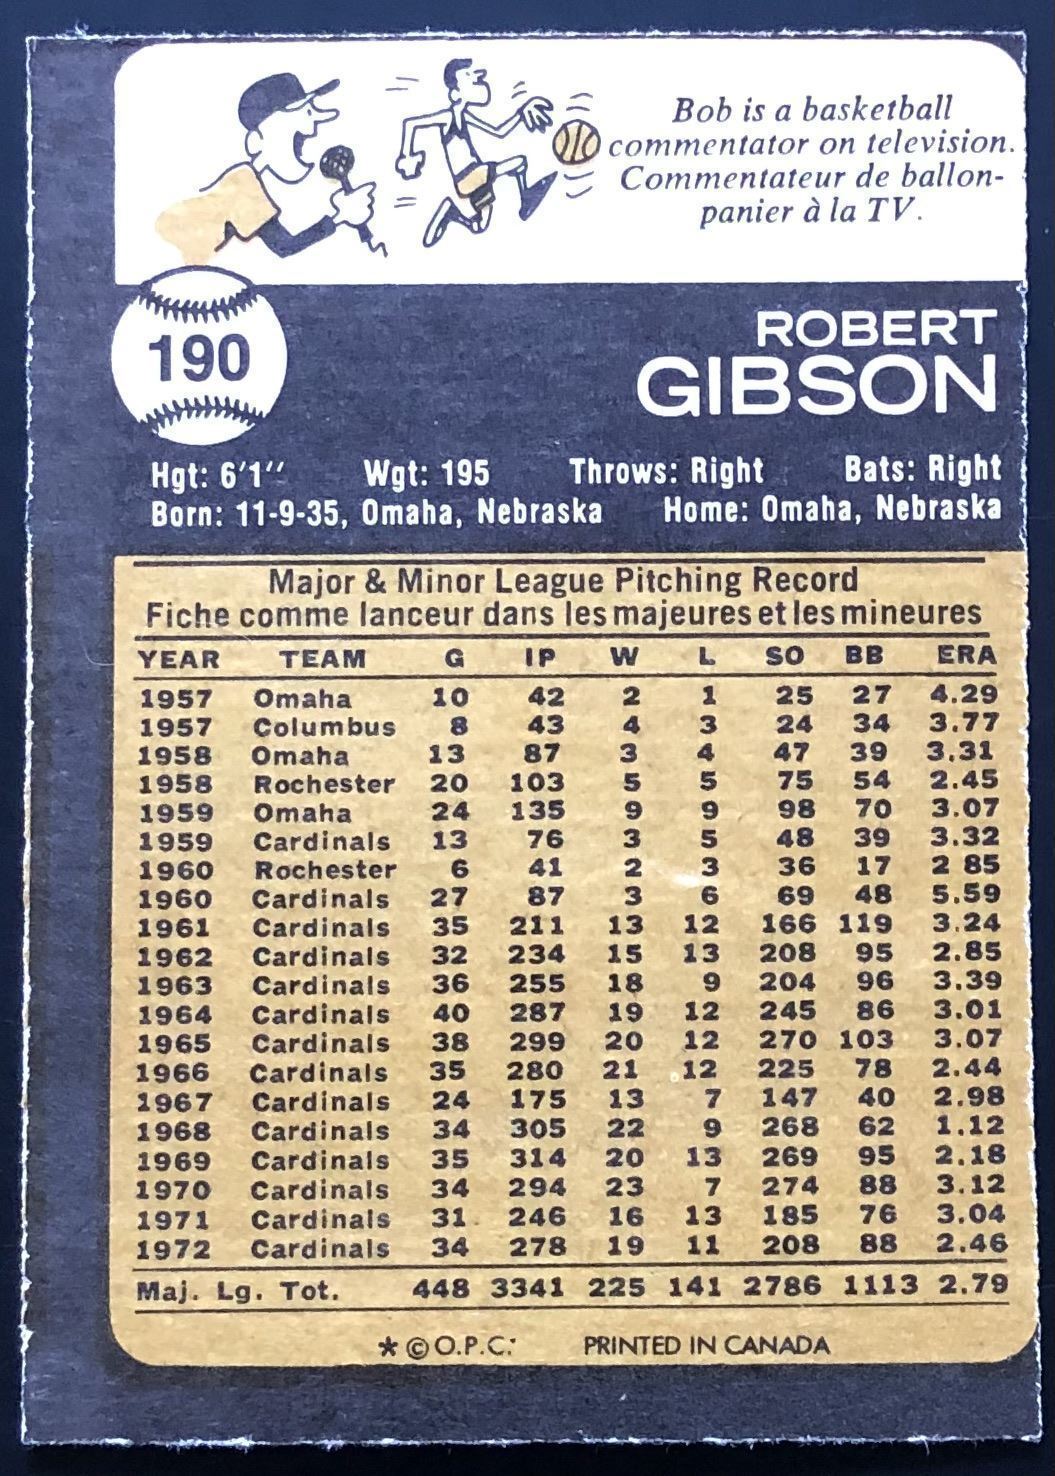 Bob is a basketball
commentator on television.
Commentateur de ballon-
panier à la TV.
190
ROBERT
GIBSON
Hgt: 6'1'' Wgt: 195 Throws: Right Bats: Right
Born: 11-9-35, Omaha, Nebraska Home: Omaha, Nebraska
Major & Minor League Pitching Record
Fiche comme lanceur dans les majeures et les mineures
YEAR TEAM G IP W L SO BB ERA
1957 Omaha 10 42 2 1 25 27 4.29
1957 Columbus 8 43 4 3 24 34 3.77
1958 Omaha 13 87 3 4 47 39 3.31
1958 Rochester 20 103 5 5 75 54 2.45
1959 Omaha 24 135 9 9 98 70 3.07
1959 Cardinals 13 76 3 5 48 39 3.32
1960 Rochester 6 41 2 3 36 17 2 85
1960 Cardinals 27 87 3 6 69 48 5.59
1961 Cardinals 35 211 13 12 166 119 3.24
1962 Cardinals 32 234 15 13 208 95 2.85
1963 Cardinals 36 255 18 9 204 96 3.39
1964 Cardinals 40 287 19 12 245 86 3.01
1965 Cardinals 38 299 20 12 270 103 3.07
1966 Cardinals 35 280 21 12 225 78 2.44
1967 Cardinals 24 175 13 7 147 40 2.98
1968 Cardinals 34 305 22 9 268 62 1.12
1969 Cardinals 35 314 20 13 269 95 2.18
1970 Cardinals 34 294 23 7 274 88 3.12
1971 Cardinals 31 246 16 13 185 76 3.04
1972 Cardinals 34 278 19 11 208 88 2.46
Maj. Lg. Tot. 448 3341 225 141 2786 1113 2.79
* © O.P.C. PRINTED IN CANADA